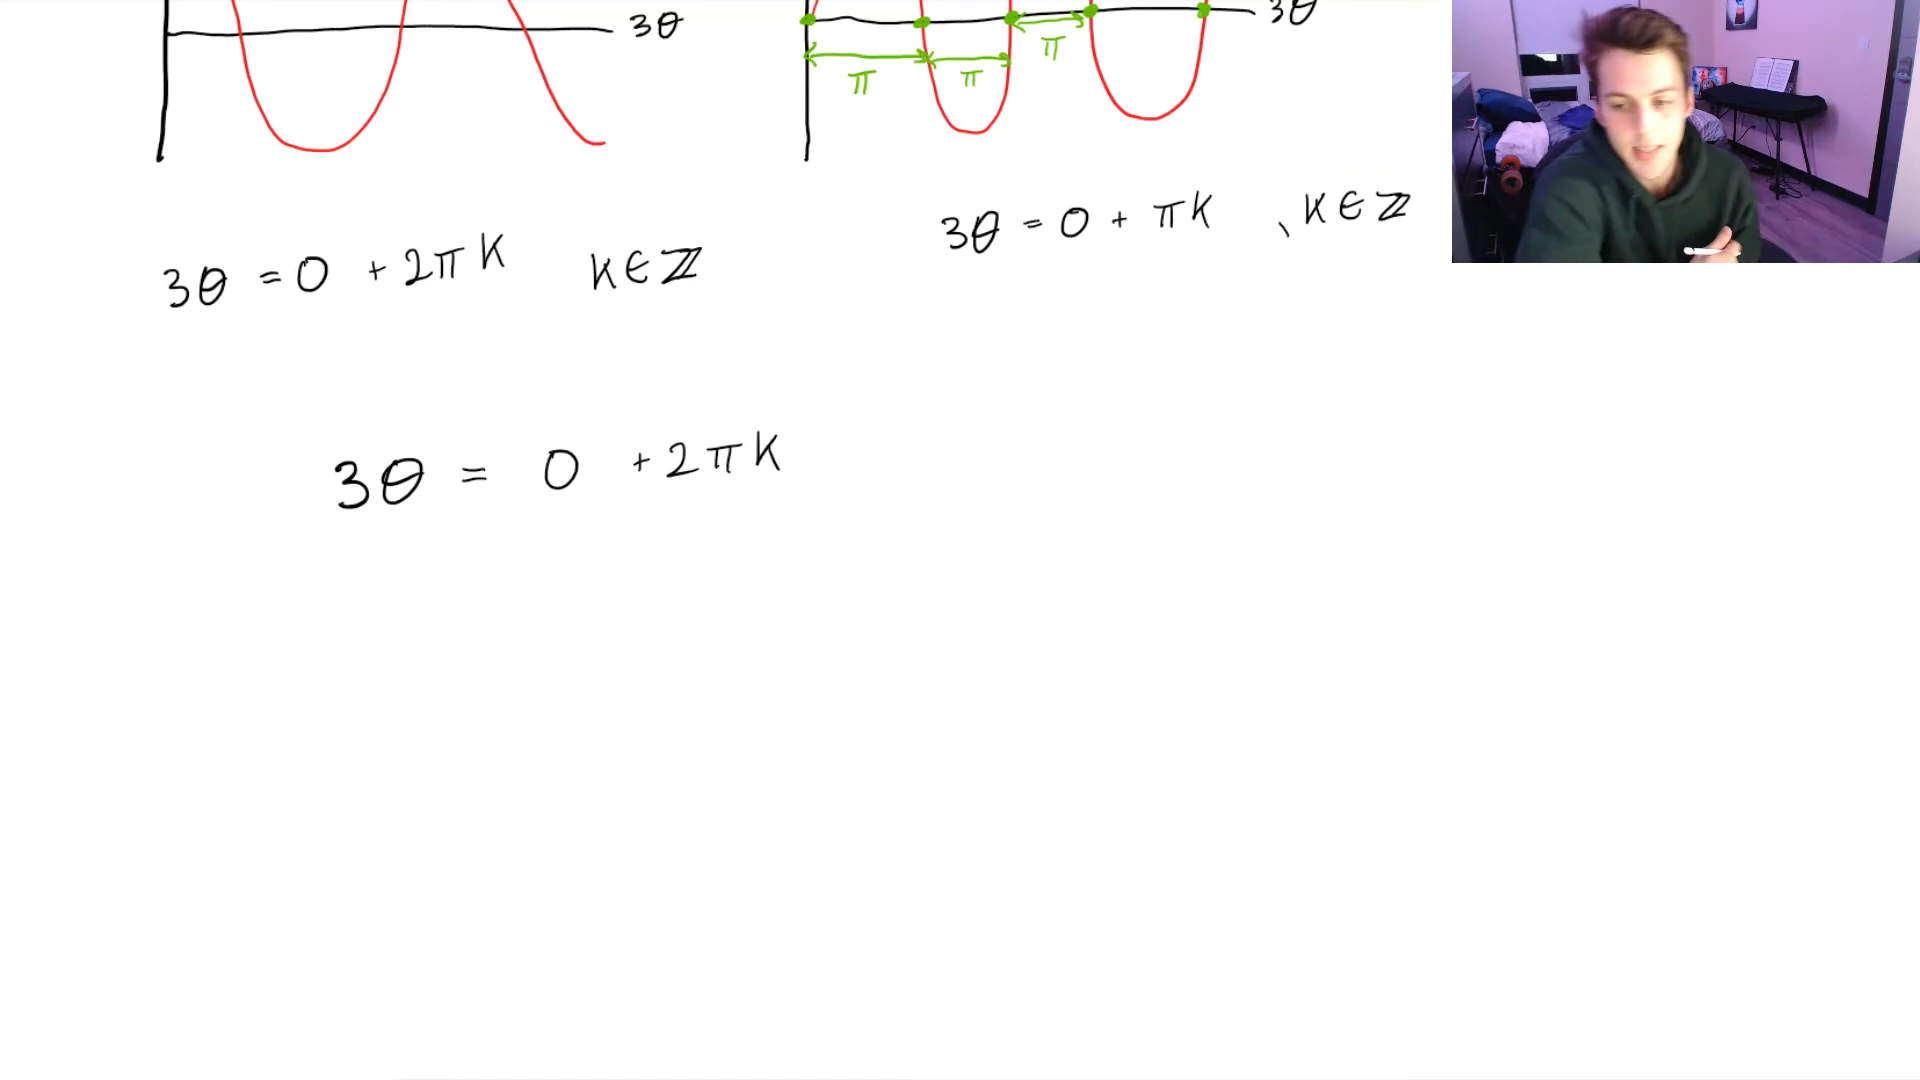 3θ
3θ
π
π
π
3θ = 0 + 2πK K∈ℤ
3θ = 0 + πK , K∈ℤ
3θ = 0 + 2πK